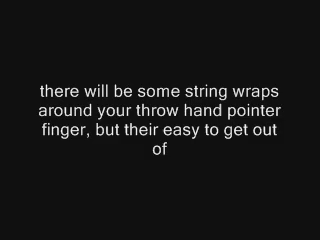 there will be some string wraps
around your throw hand pointer
finger, but their easy to get out
of